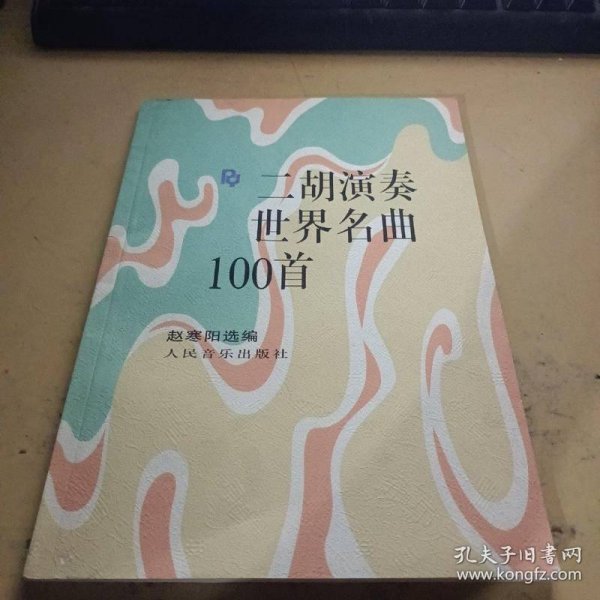 二胡演奏
世界名曲
100首
赵寒阳选编
人民音乐出版社
孔夫子旧书网
www.kongfz.com